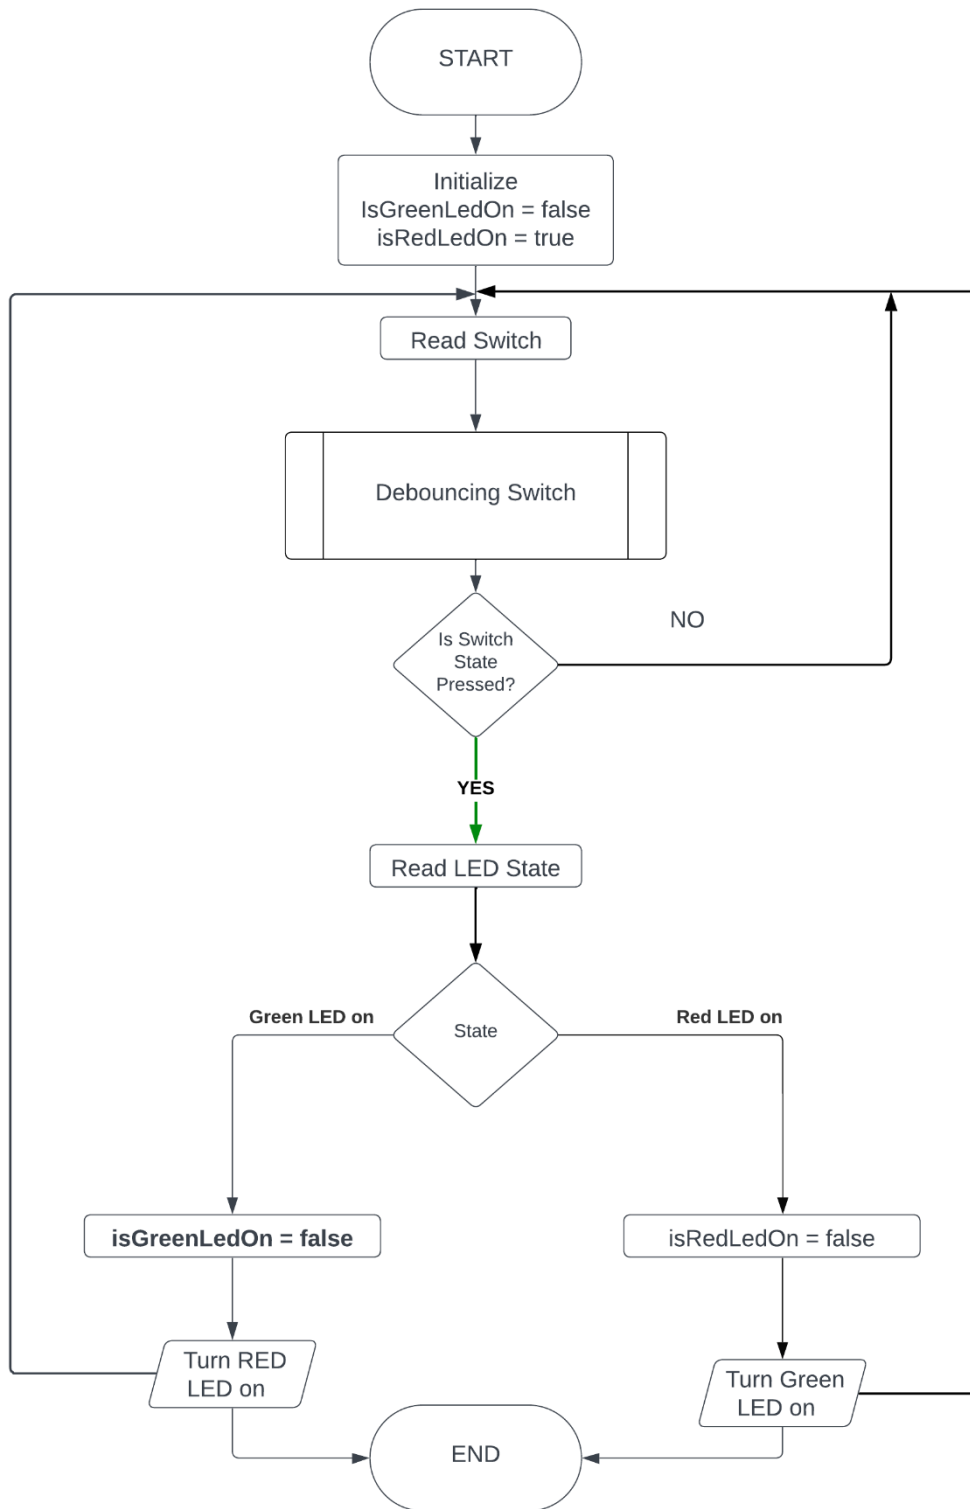 START
Initialize
IsGreenLedOn = false
isRedLedOn = true
Read Switch
Debouncing Switch
Is Switch
State
Pressed?
NO
YES
Read LED State
State
Green LED on
Red LED on
isGreenLedOn = false
isRedLedOn = false
Turn RED
LED on
Turn Green
LED on
END